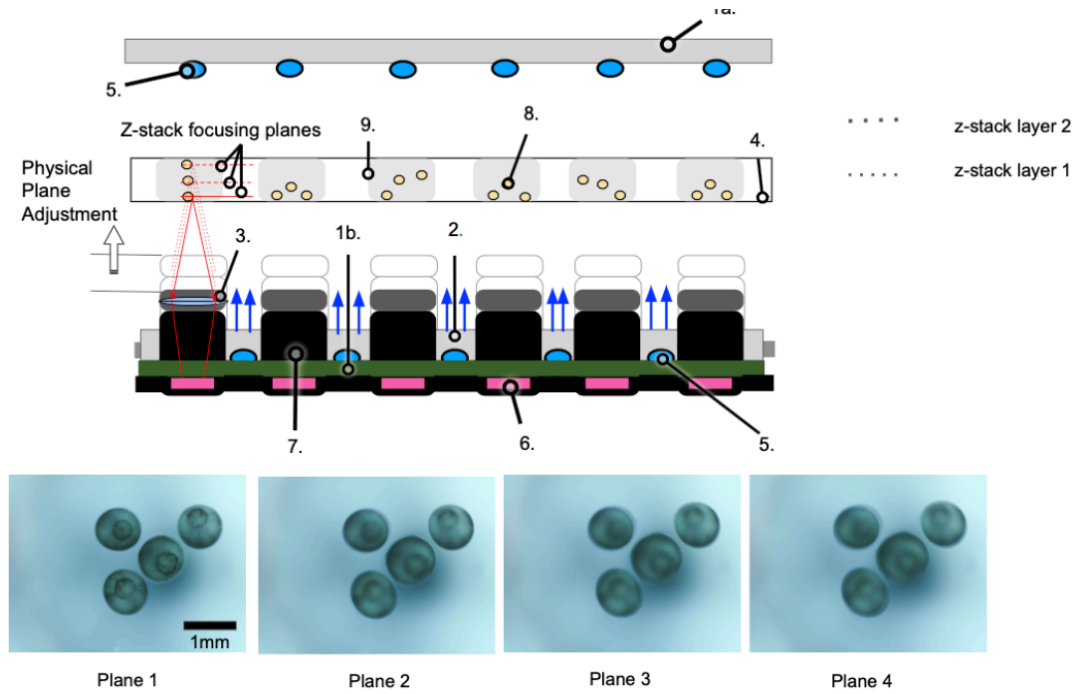 1a.
5.
Z-stack focusing planes
9.
8.
4.
z-stack layer 2
z-stack layer 1
Physical
Plane
Adjustment
3.
1b.
2.
7.
6.
5.
1mm
Plane 1
Plane 2
Plane 3
Plane 4